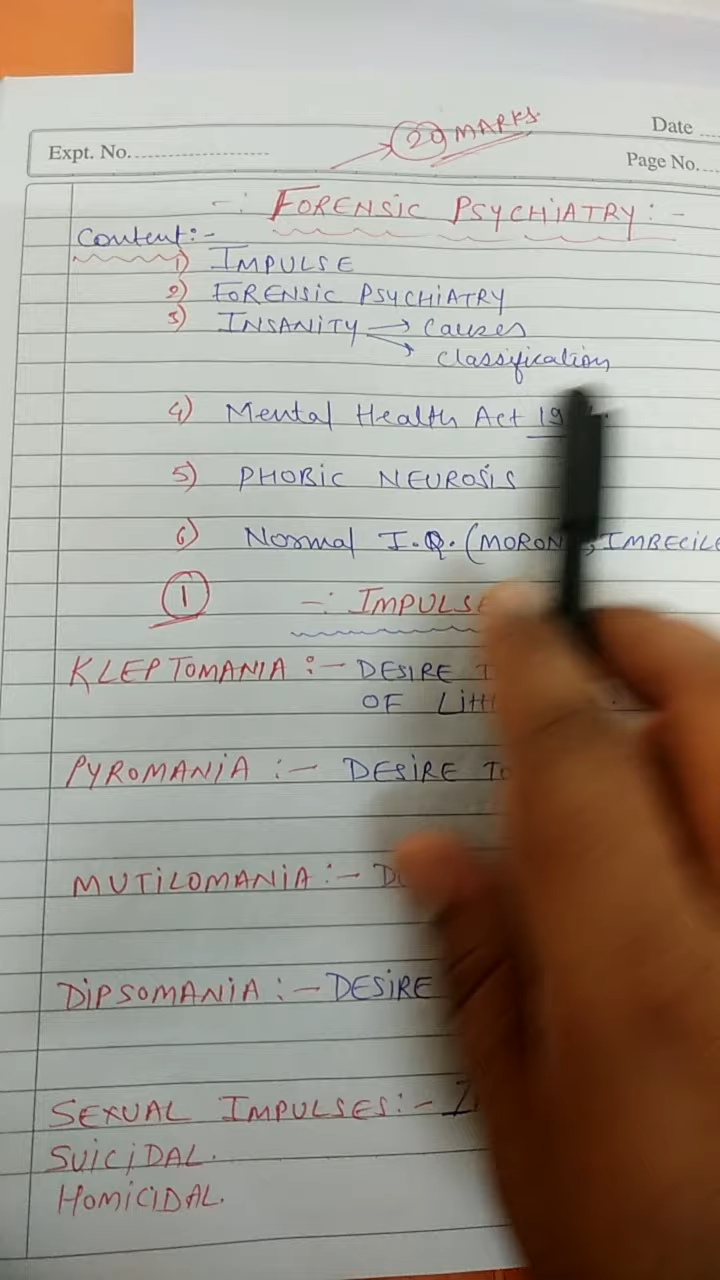 20 MARKS
Date ....
Expt. No.
Page No....
-: FORENSIC PSYCHIATRY :-
Content:-
1) IMPULSE
2) FORENSIC PSYCHIATRY
3) INSANITY → Causes
→ Classification
4) Mental Health Act
5) PHOBIC NEUROSIS
6) Normal I.Q. (MORON, IMBECILE
1 -: IMPULSE
KLEPTOMANIA :- DESIRE
OF
PYROMANIA :- DESIRE TO
MUTILOMANIA :-
DIPSOMANIA :- DESIRE
SEXUAL IMPULSES:-
SUICIDAL.
HOMICIDAL.